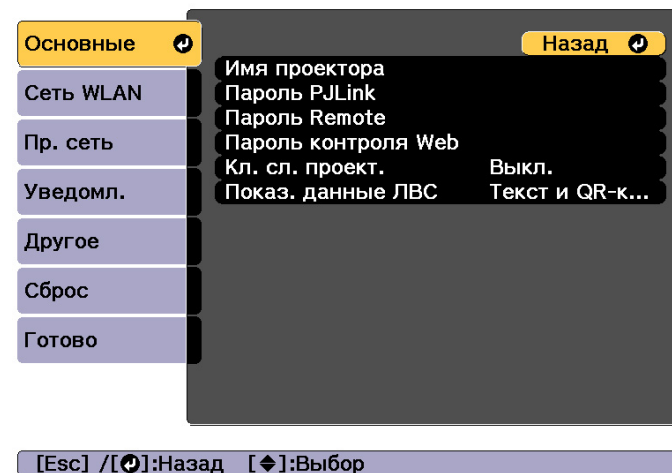 Основные
Сеть WLAN
Пр. сеть
Уведомл.
Другое
Сброс
Готово
Назад
Имя проектора
Пароль PJLink
Пароль Remote
Пароль контроля Web
Кл. сл. проект. Выкл.
Показ. данные ЛВС Текст и QR-к...
[Esc] /[ ]:Назад [ ]:Выбор